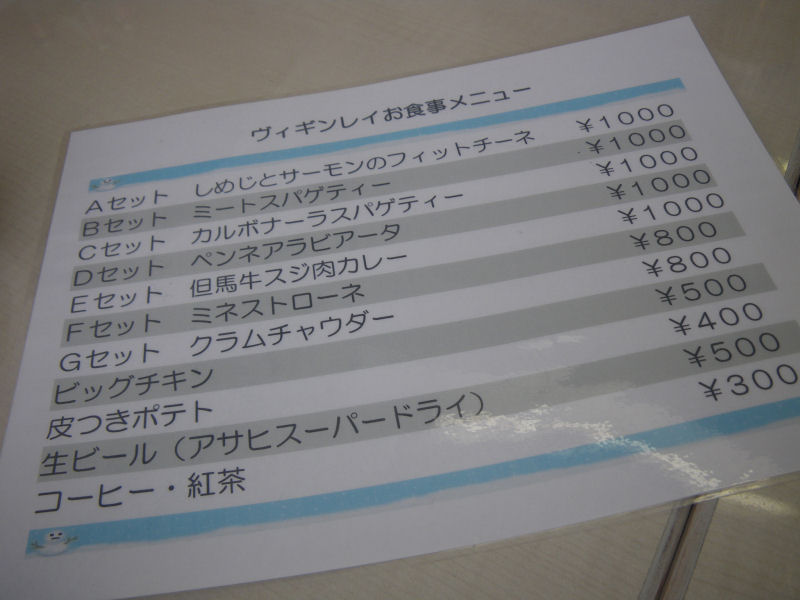 ヴィギンレイお食事メニュー
Aセット しめじとサーモンのフィットチーネ ¥1000
Bセット ミートスパゲティー ¥1000
Cセット カルボナーラスパゲティー ¥1000
Dセット ペンネアラビアータ ¥1000
Eセット 但馬牛スジ肉カレー ¥1000
Fセット ミネストローネ ¥800
Gセット クラムチャウダー ¥800
ビッグチキン ¥500
皮つきポテト ¥400
生ビール(アサヒスーパードライ) ¥500
コーヒー・紅茶 ¥300